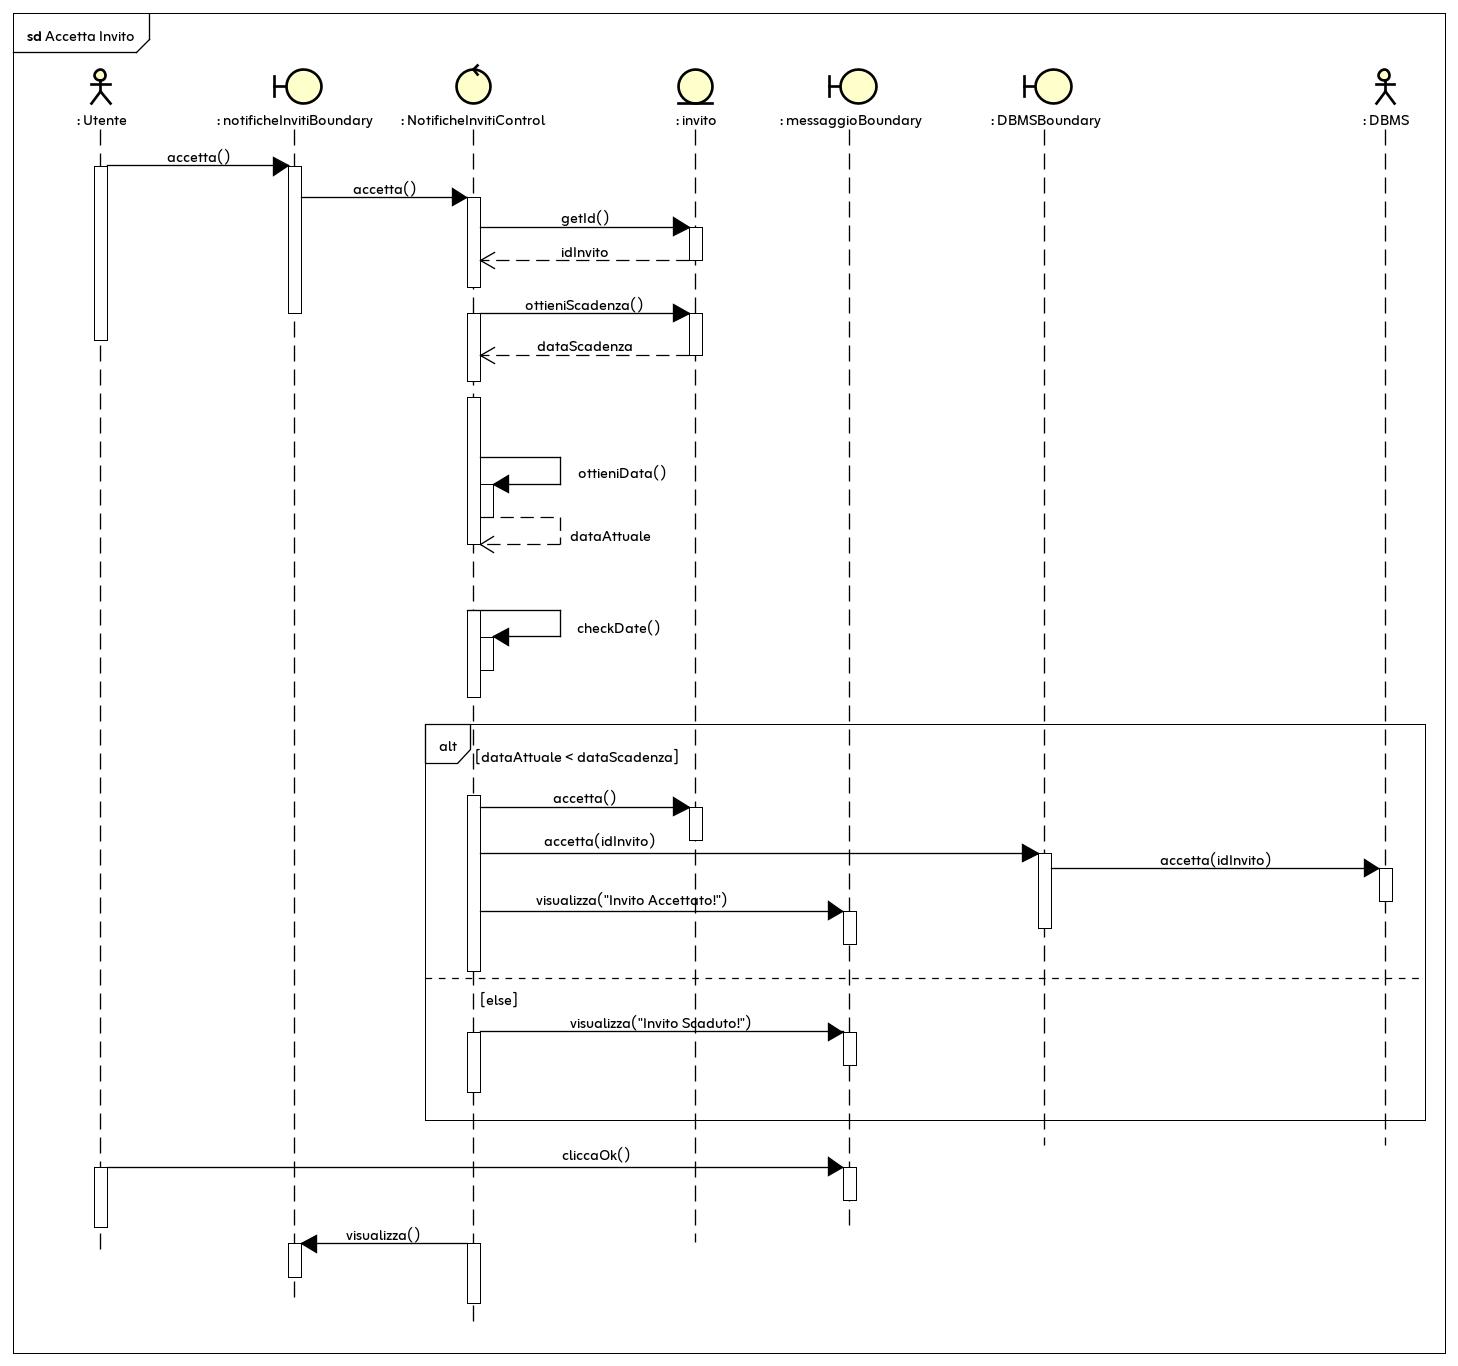 sd Accetta Invito
: Utente
: notificheInvitiBoundary
: NotificheInvitiControl
: invito
: messaggioBoundary
: DBMSBoundary
: DBMS
accetta()
accetta()
getId()
idInvito
ottieniScadenza()
dataScadenza
ottieniData()
dataAttuale
checkDate()
alt
[dataAttuale < dataScadenza]
accetta()
accetta(idInvito)
accetta(idInvito)
visualizza("Invito Accettato!")
[else]
visualizza("Invito Scaduto!")
cliccaOk()
visualizza()